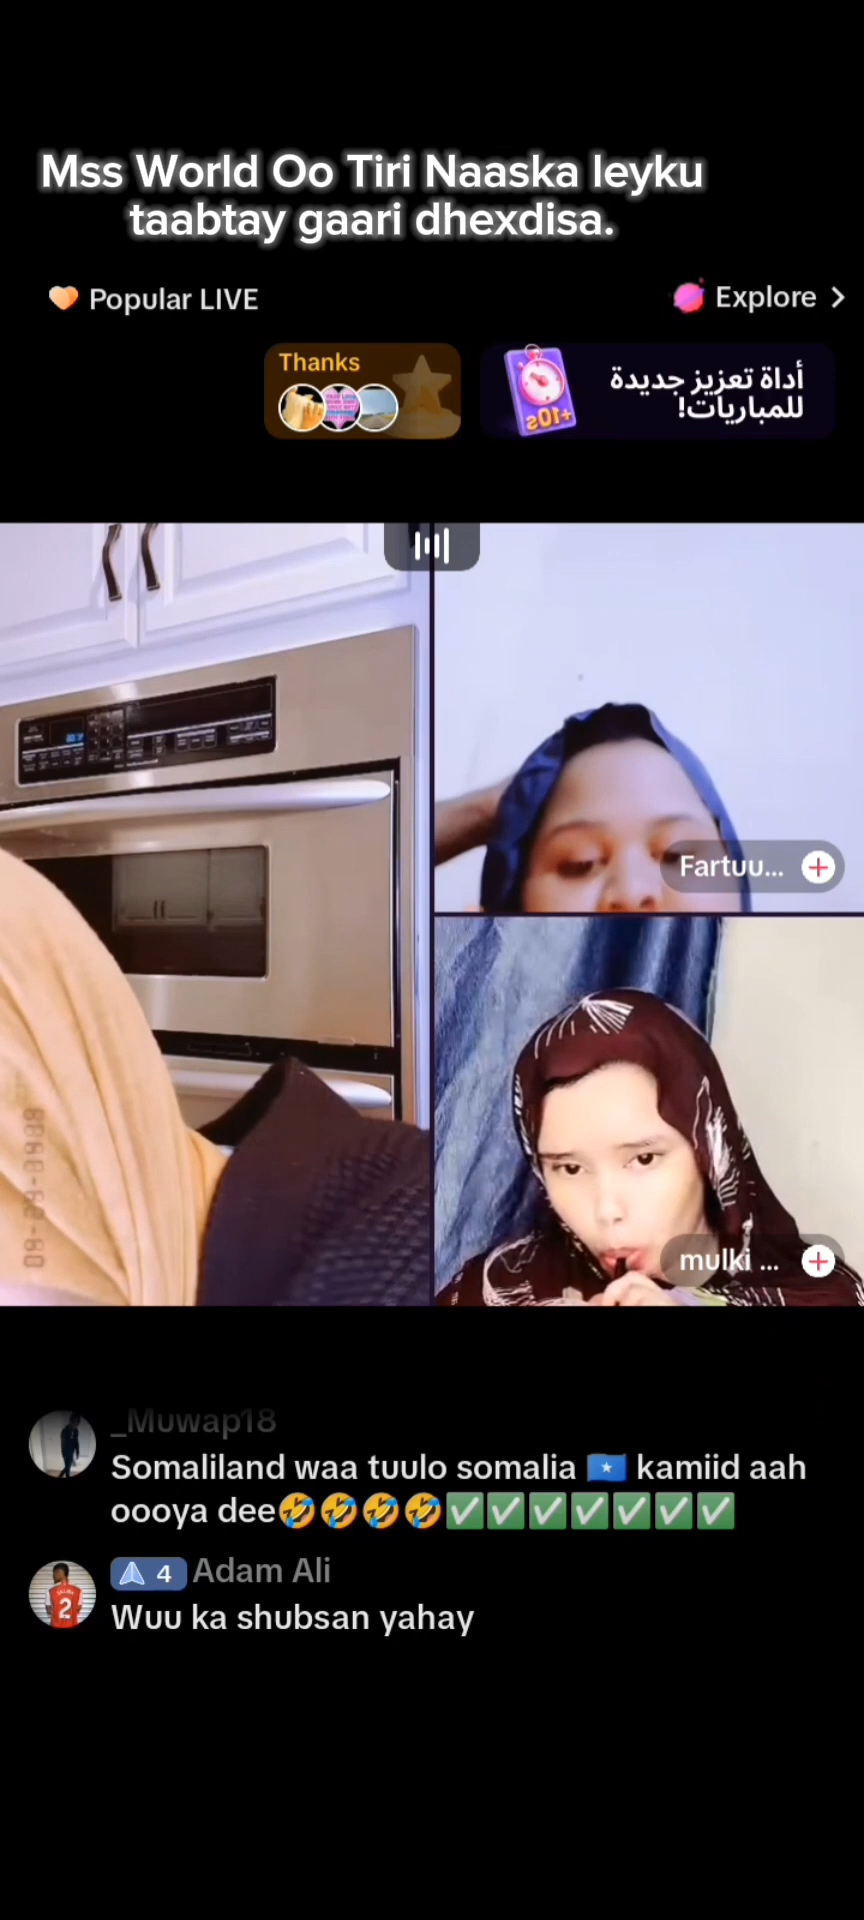 Mss World Oo Tiri Naaska leyku
taabtay gaari dhexdisa.
Popular LIVE
Explore
Thanks
أداة تعزيز جديدة
للمباريات!
+10s
Fartuu...
mulki ...
_Muwap18
Somaliland waa tuulo somalia 🇸🇴 kamiid aah
oooya dee🤣🤣🤣🤣✅✅✅✅✅✅✅
4 Adam Ali
Wuu ka shubsan yahay